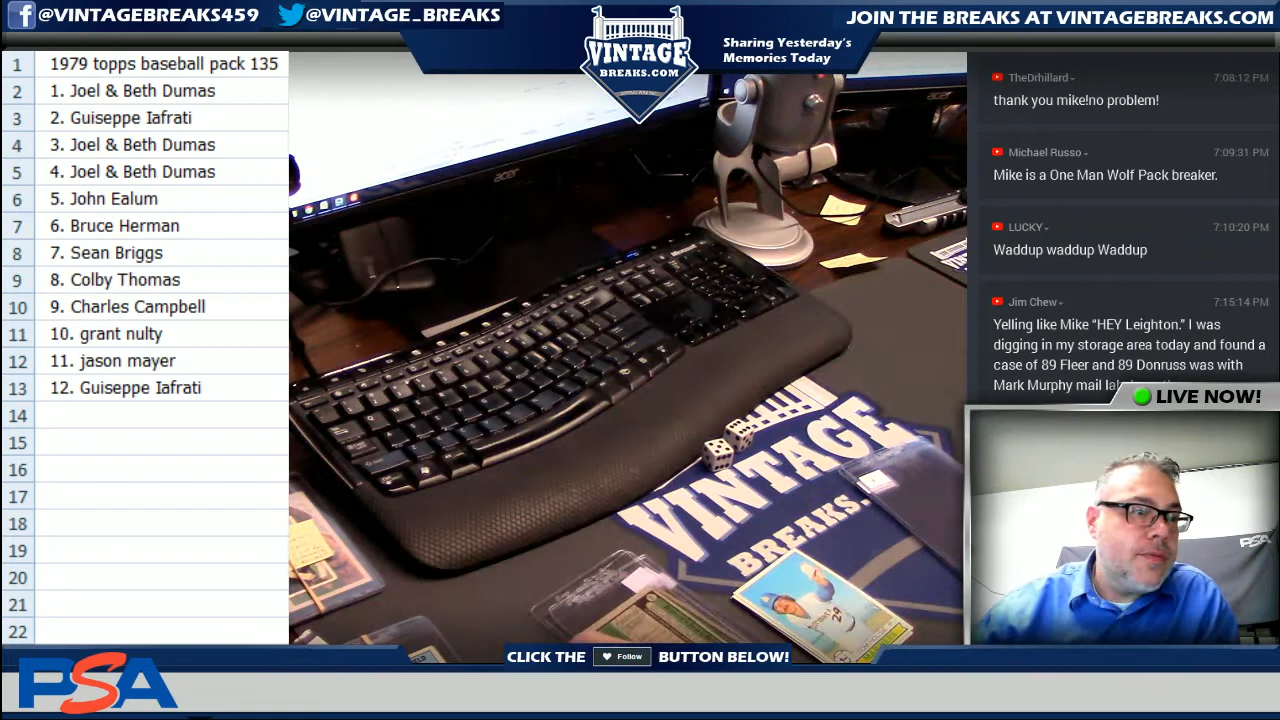 @VINTAGEBREAKS459
@VINTAGE_BREAKS
VINTAGE
BREAKS.COM
Sharing Yesterday's
Memories Today
JOIN THE BREAKS AT VINTAGEBREAKS.COM
1 1979 topps baseball pack 135
2 1. Joel & Beth Dumas
3 2. Guiseppe Iafrati
4 3. Joel & Beth Dumas
5 4. Joel & Beth Dumas
6 5. John Ealum
7 6. Bruce Herman
8 7. Sean Briggs
9 8. Colby Thomas
10 9. Charles Campbell
11 10. grant nulty
12 11. jason mayer
13 12. Guiseppe Iafrati
14
15
16
17
18
19
20
21
22
acer
acer
VINTAGE
BREAKS.
29
TheDrhillard 7:08:12 PM
thank you mike!no problem!
Michael Russo 7:09:31 PM
Mike is a One Man Wolf Pack breaker.
LUCKY 7:10:20 PM
Waddup waddup Waddup
Jim Chew 7:15:14 PM
Yelling like Mike “HEY Leighton.” I was
digging in my storage area today and found a
case of 89 Fleer and 89 Donruss was with
Mark Murphy mail
LIVE NOW!
PSA
CLICK THE Follow BUTTON BELOW!
PSA